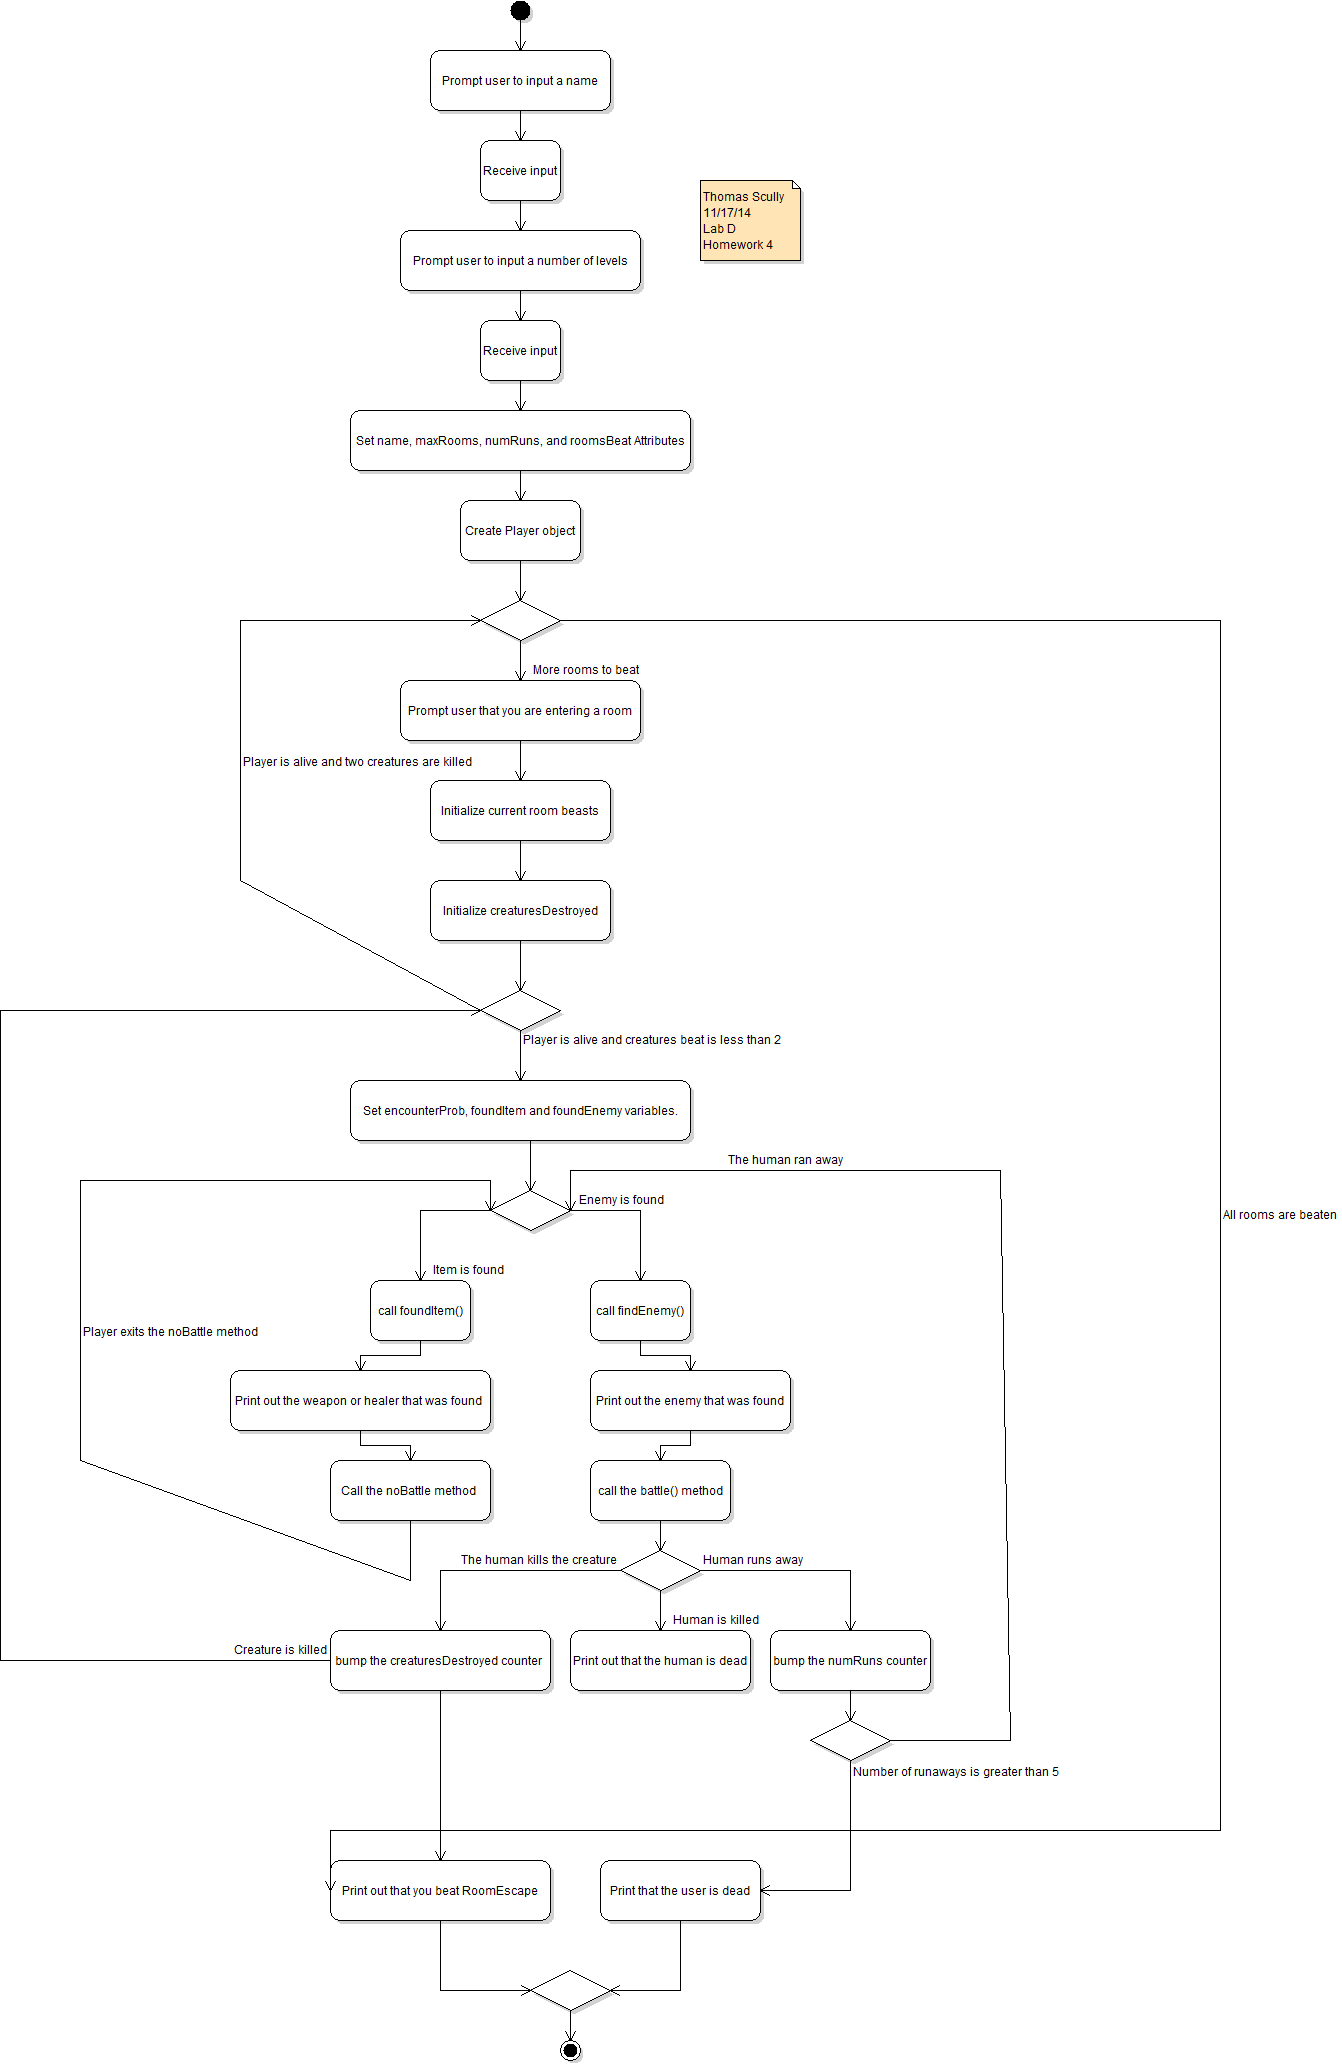 Prompt user to input a name
Receive input
Thomas Scully
11/17/14
Lab D
Homework 4
Prompt user to input a number of levels
Receive input
Set name, maxRooms, numRuns, and roomsBeat Attributes
Create Player object
More rooms to beat
Prompt user that you are entering a room
Player is alive and two creatures are killed
Initialize current room beasts
Initialize creaturesDestroyed
Player is alive and creatures beat is less than 2
Set encounterProb, foundItem and foundEnemy variables.
The human ran away
Enemy is found
All rooms are beaten
Item is found
call foundItem()
call findEnemy()
Player exits the noBattle method
Print out the weapon or healer that was found
Print out the enemy that was found
Call the noBattle method
call the battle() method
The human kills the creature
Human runs away
Human is killed
Creature is killed
bump the creaturesDestroyed counter
Print out that the human is dead
bump the numRuns counter
Number of runaways is greater than 5
Print out that you beat RoomEscape
Print that the user is dead